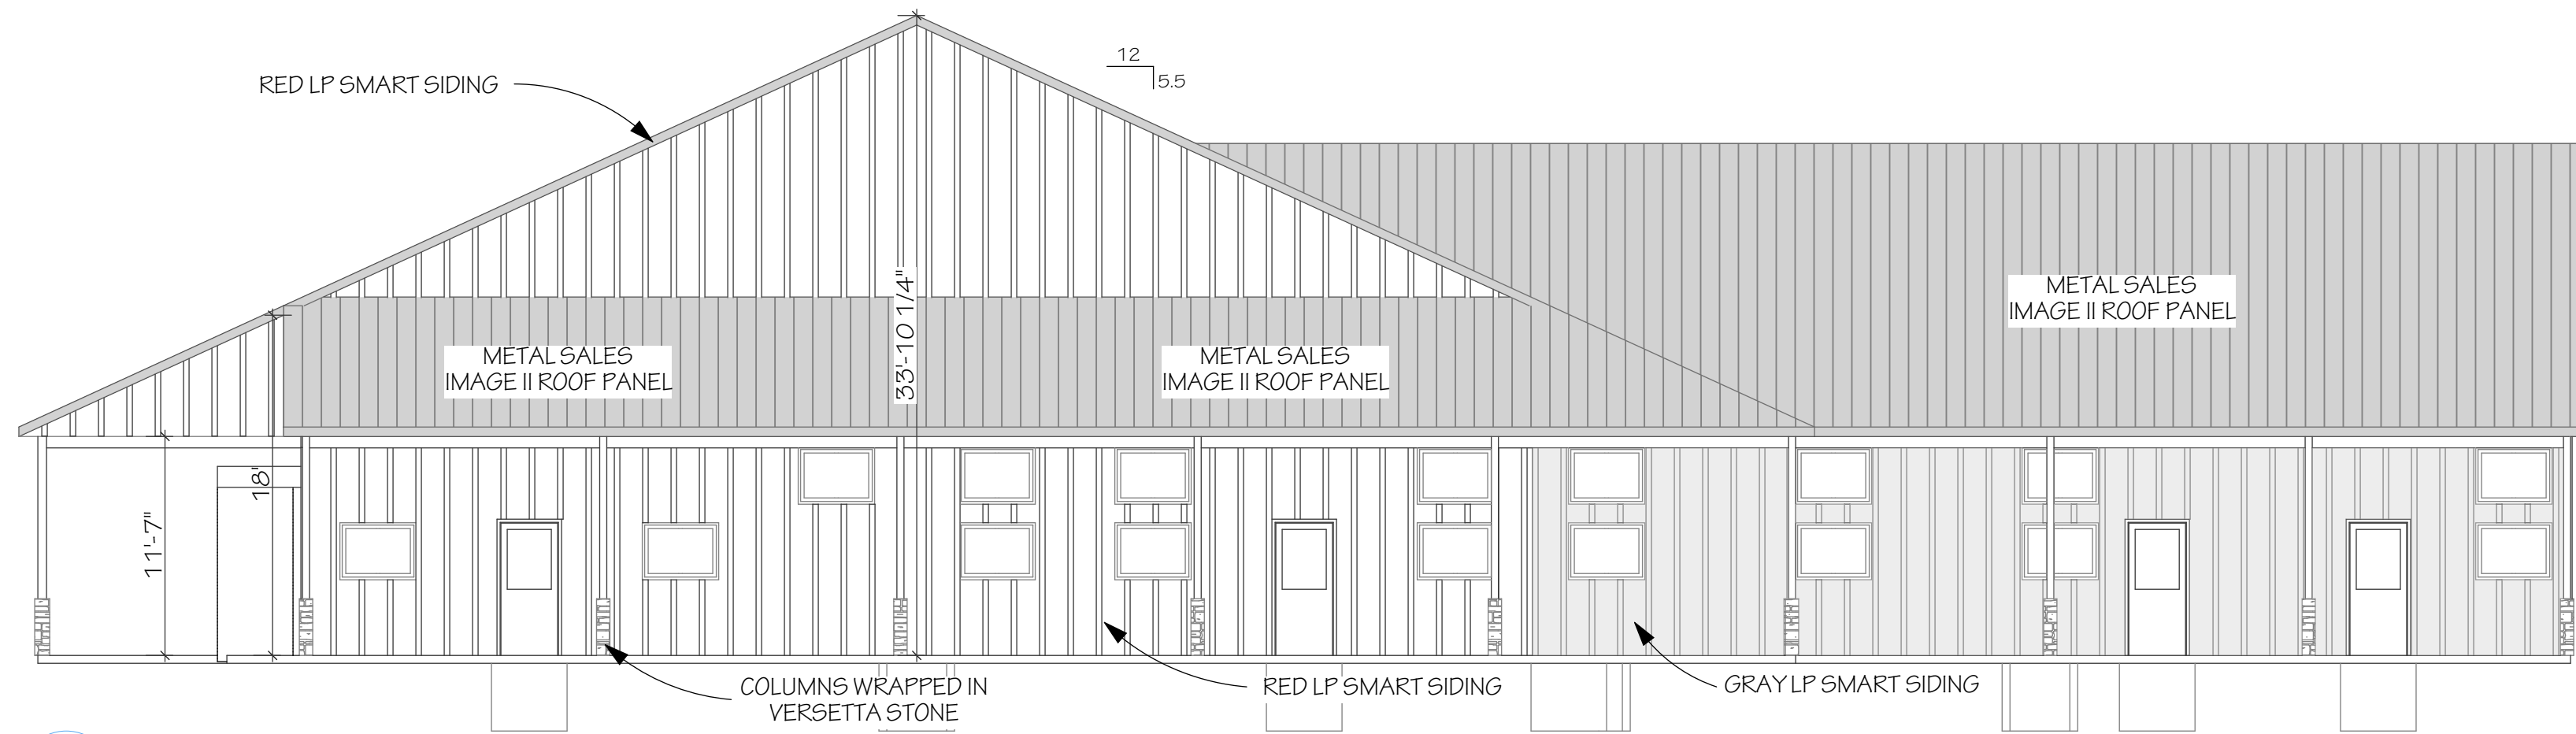 12
5.5
RED LP SMART SIDING
METAL SALES
IMAGE II ROOF PANEL
METAL SALES
IMAGE II ROOF PANEL
METAL SALES
IMAGE II ROOF PANEL
33'-10 1/4"
18'
11'-7"
COLUMNS WRAPPED IN
VERSETTA STONE
RED LP SMART SIDING
GRAY LP SMART SIDING